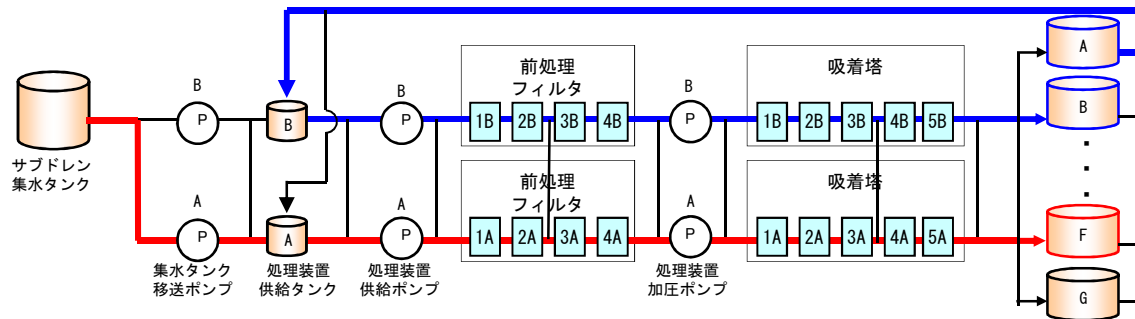 サブドレン
集水タンク
B
P
A
P
集水タンク
移送ポンプ
B
A
処理装置
供給タンク
B
P
A
P
処理装置
供給ポンプ
前処理
フィルタ
1B 2B 3B 4B
前処理
フィルタ
1A 2A 3A 4A
B
P
A
P
処理装置
加圧ポンプ
吸着塔
1B 2B 3B 4B 5B
吸着塔
1A 2A 3A 4A 5A
A
B
・
・
・
F
G